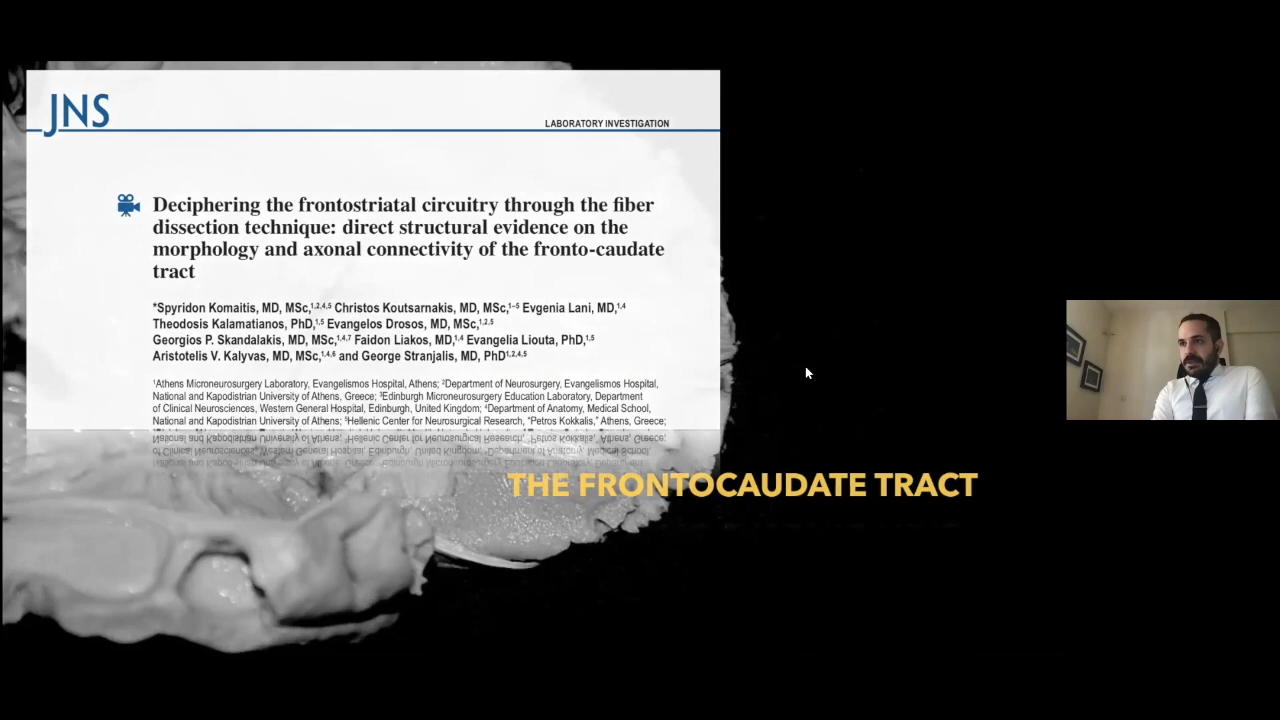 JNS
LABORATORY INVESTIGATION
Deciphering the frontostriatal circuitry through the fiber
dissection technique: direct structural evidence on the
morphology and axonal connectivity of the fronto-caudate
tract
*Spyridon Komaitis, MD, MSc,1,2,4,5 Christos Koutsarnakis, MD, MSc,1–5 Evgenia Lani, MD,1,4
Theodosis Kalamatianos, PhD,1,5 Evangelos Drosos, MD, MSc,1,2,5
Georgios P. Skandalakis, MD, MSc,1,4,7 Faidon Liakos, MD,1,4 Evangelia Liouta, PhD,1,5
Aristotelis V. Kalyvas, MD, MSc,1,4,6 and George Stranjalis, MD, PhD1,2,4,5
1Athens Microneurosurgery Laboratory, Evangelismos Hospital, Athens; 2Department of Neurosurgery, Evangelismos Hospital,
National and Kapodistrian University of Athens, Greece; 3Edinburgh Microneurosurgery Education Laboratory, Department
of Clinical Neurosciences, Western General Hospital, Edinburgh, United Kingdom; 4Department of Anatomy, Medical School,
National and Kapodistrian University of Athens; 5Hellenic Center for Neurosurgical Research, "Petros Kokkalis," Athens, Greece;
THE FRONTOCAUDATE TRACT